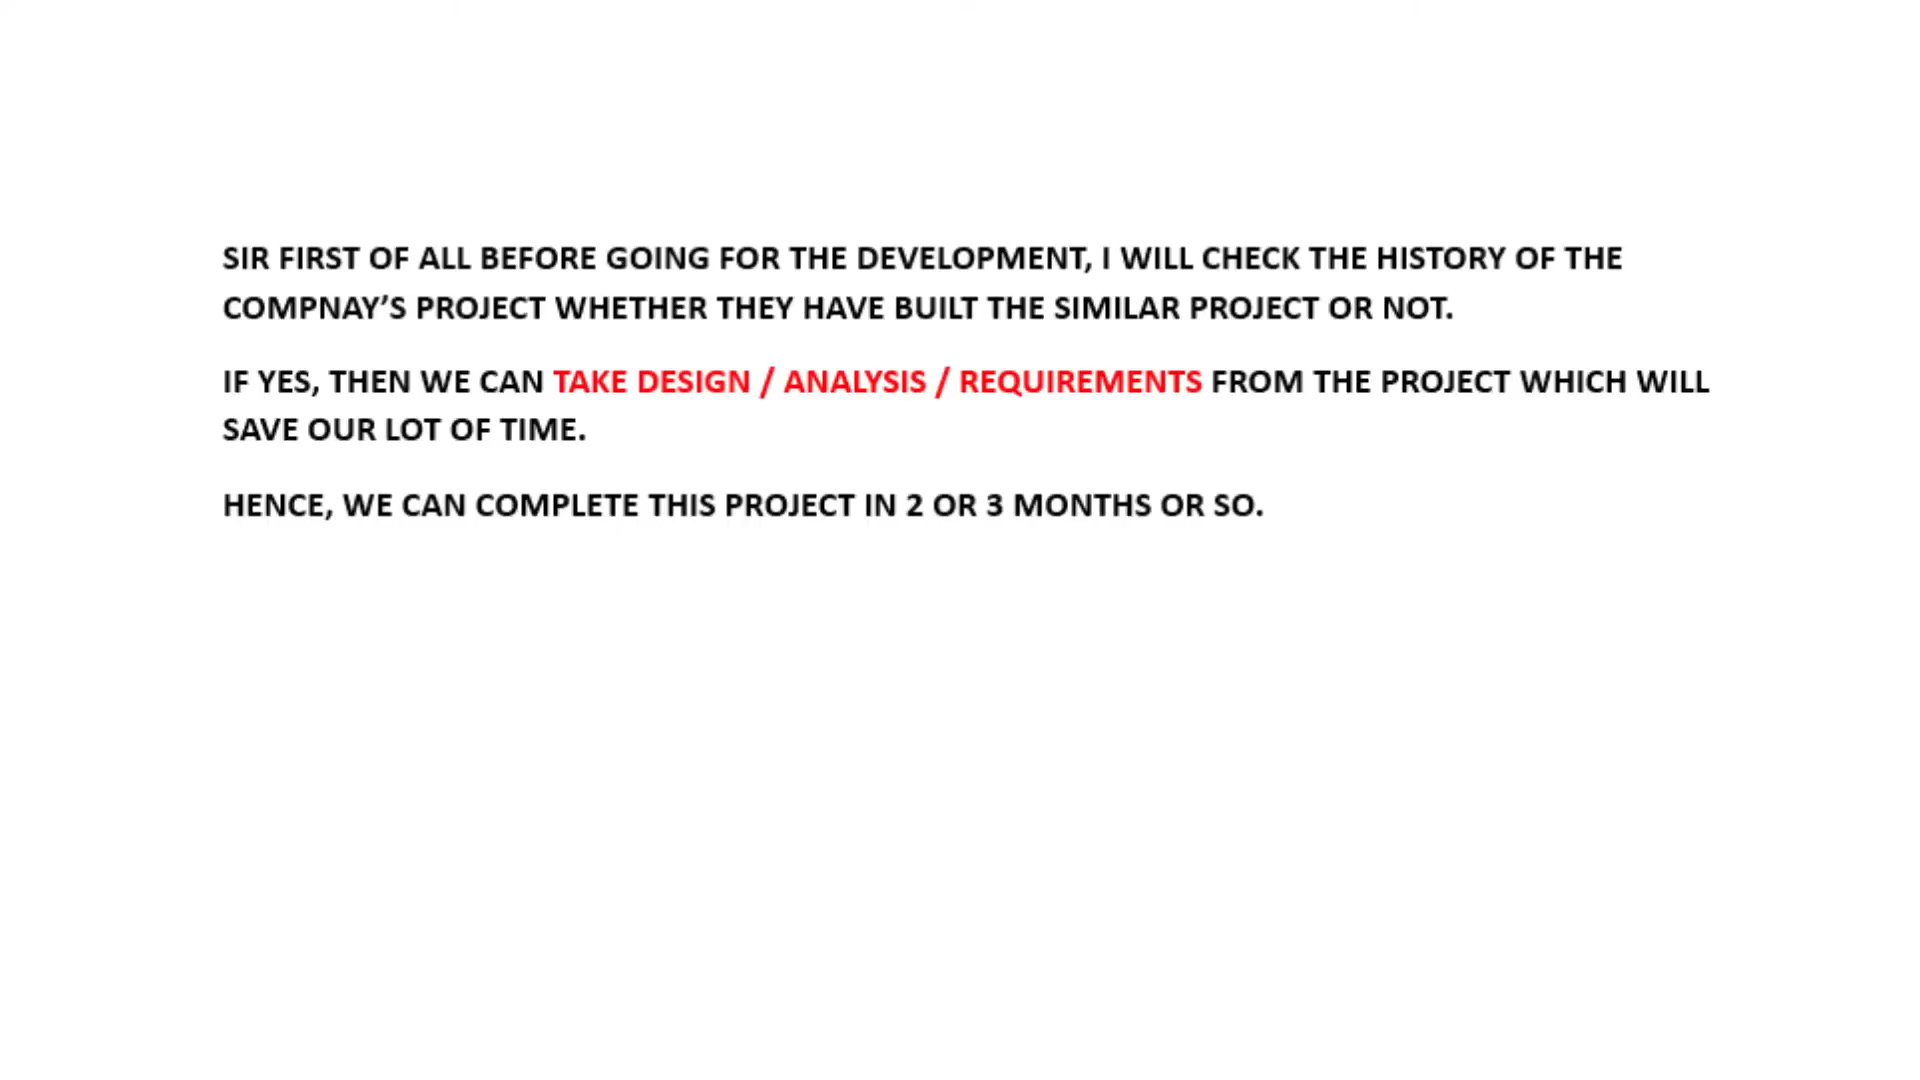 SIR FIRST OF ALL BEFORE GOING FOR THE DEVELOPMENT, I WILL CHECK THE HISTORY OF THE
COMPNAY’S PROJECT WHETHER THEY HAVE BUILT THE SIMILAR PROJECT OR NOT.
IF YES, THEN WE CAN TAKE DESIGN / ANALYSIS / REQUIREMENTS FROM THE PROJECT WHICH WILL
SAVE OUR LOT OF TIME.
HENCE, WE CAN COMPLETE THIS PROJECT IN 2 OR 3 MONTHS OR SO.